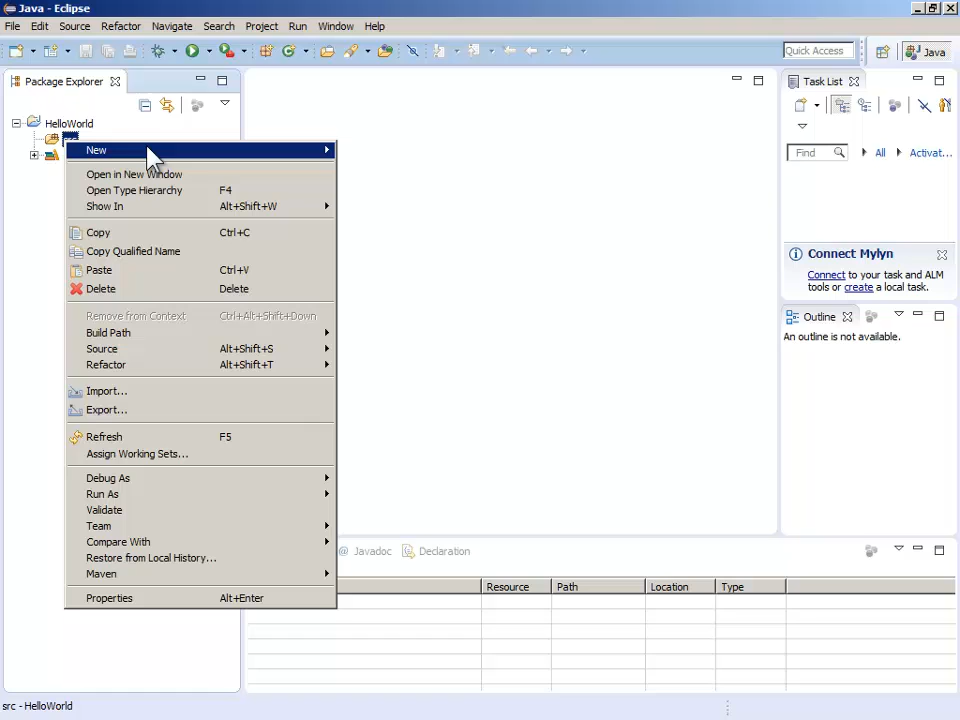 Java - Eclipse
File Edit Source Refactor Navigate Search Project Run Window Help
Quick Access
Java
Package Explorer
HelloWorld
New
Open in New Window
Open Type Hierarchy F4
Show In Alt+Shift+W
Copy Ctrl+C
Copy Qualified Name
Paste Ctrl+V
Delete Delete
Remove from Context Ctrl+Alt+Shift+Down
Build Path
Source Alt+Shift+S
Refactor Alt+Shift+T
Import...
Export...
Refresh F5
Assign Working Sets...
Debug As
Run As
Validate
Team
Compare With
Restore from Local History...
Maven
Properties Alt+Enter
Task List
Find All Activat...
Connect Mylyn
Connect to your task and ALM
tools or create a local task.
Outline
An outline is not available.
@ Javadoc Declaration
Resource Path Location Type
src - HelloWorld